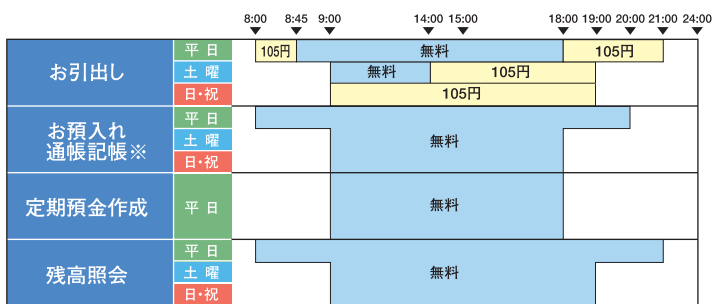 8:00 8:45 9:00 14:00 15:00 18:00 19:00 20:00 21:00 24:00
お引出し
平 日
105円 無料 105円
土 曜
無料 105円
日・祝
105円
お預入れ
通帳記帳※
平 日
土 曜
日・祝
無料
定期預金作成
平 日
無料
残高照会
平 日
土 曜
日・祝
無料